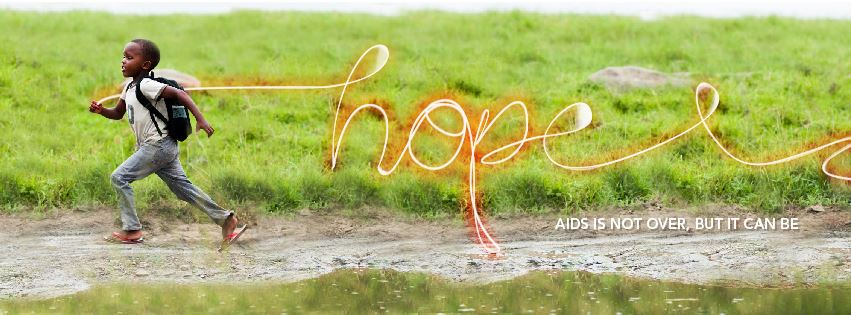 hope
AIDS IS NOT OVER, BUT IT CAN BE